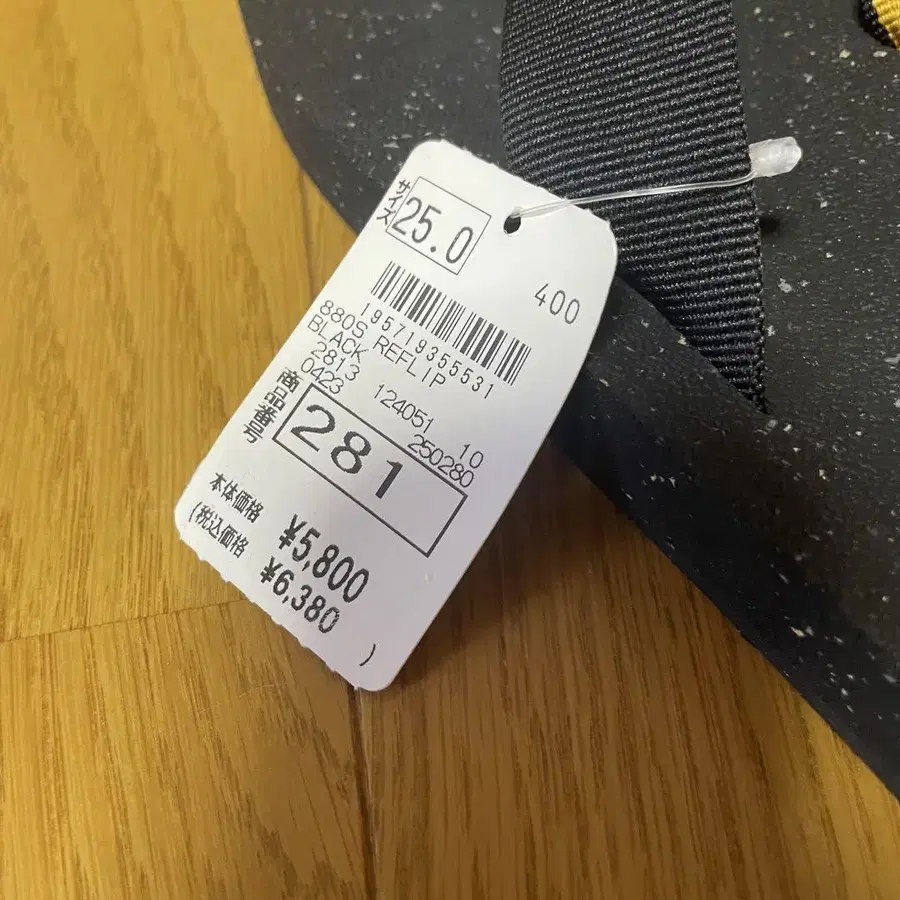 サイズ
25.0
400
195719355531
880S REFLIP
BLACK
2813 124051 10
0423 250280
商品番号
281
本体価格 ¥5,800
(税込価格 ¥6,380 )